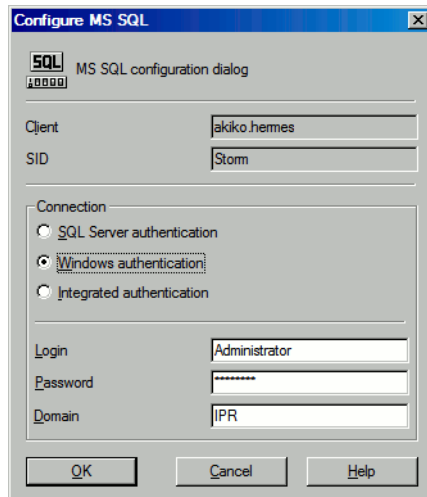 Configure MS SQL
SQL
MS SQL configuration dialog
Client akiko.hermes
SID Storm
Connection
SQL Server authentication
Windows authentication
Integrated authentication
Login Administrator
Password ********
Domain IPR
OK Cancel Help